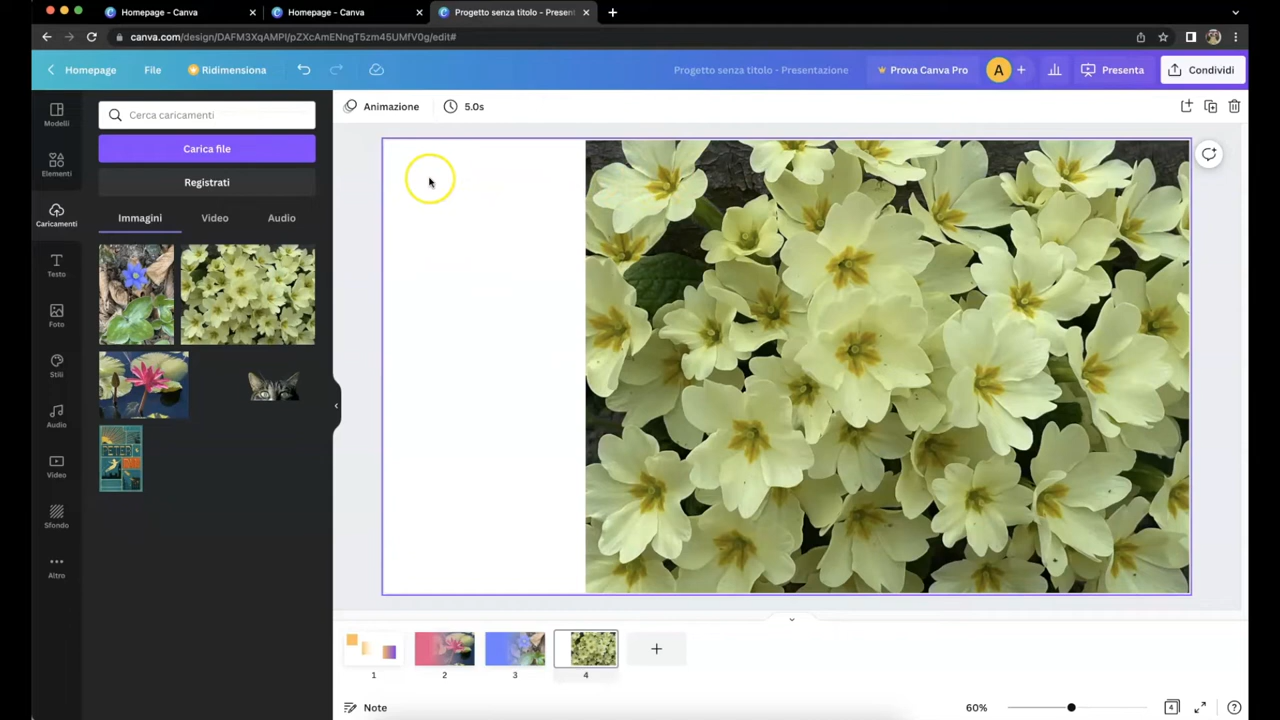 Homepage - Canva
Homepage - Canva
Progetto senza titolo - Present
canva.com/design/DAFM3XqAMPI/pZXcAmENngT5zm45UMfV0g/edit#
Homepage
File
Ridimensiona
Progetto senza titolo - Presentazione
Prova Canva Pro
A
Presenta
Condividi
Modelli
Elementi
Caricamenti
Testo
Foto
Stili
Audio
Video
Sfondo
Altro
Cerca caricamenti
Carica file
Registrati
Immagini
Video
Audio
Animazione
5.0s
1
2
3
4
Note
60%
4